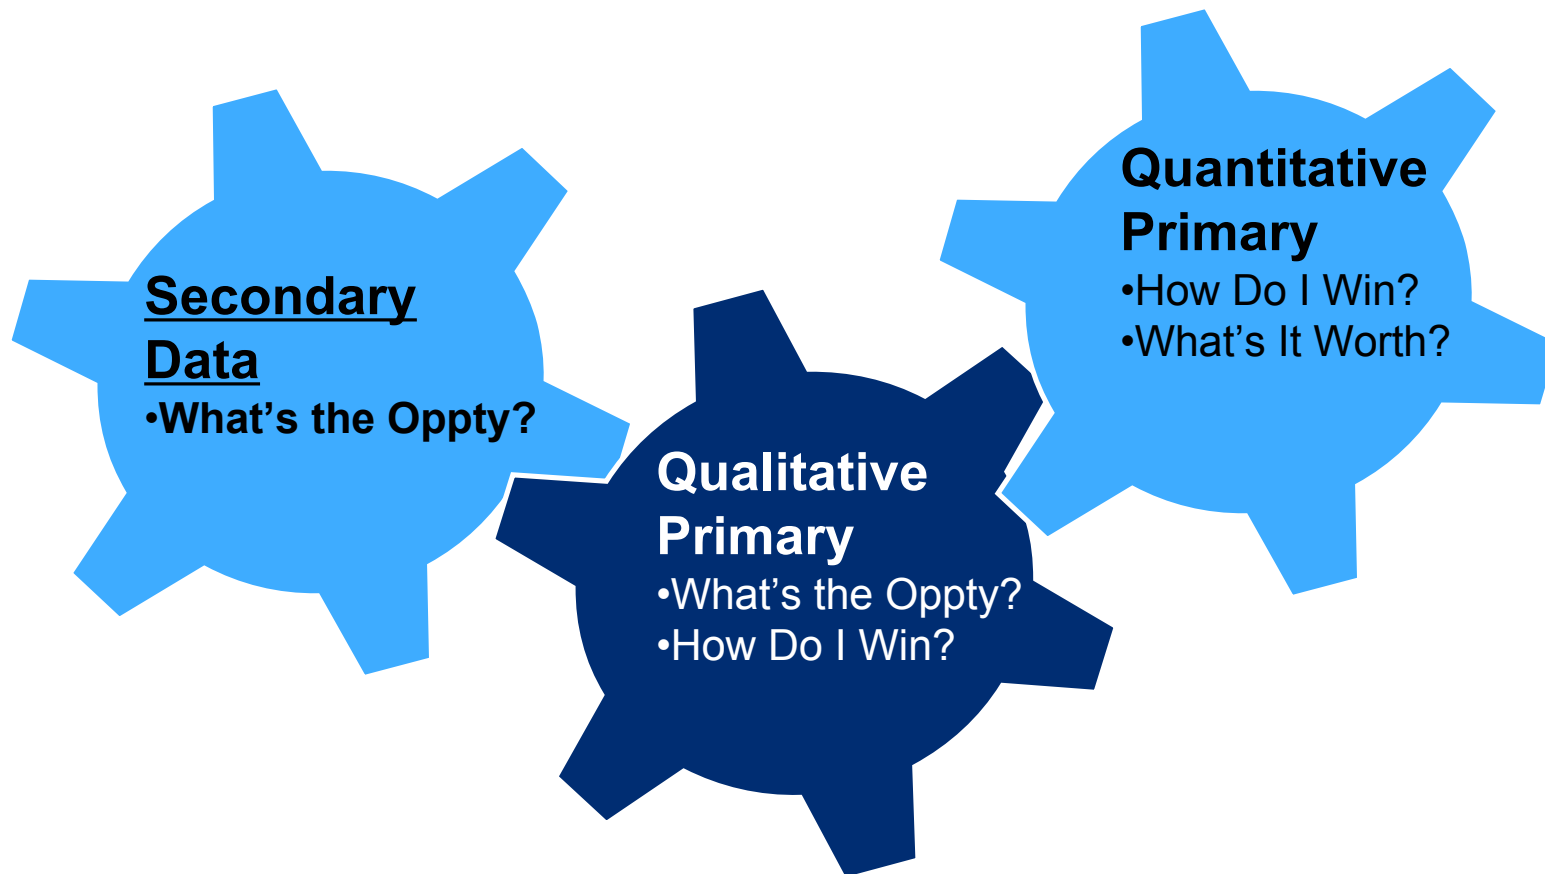 Secondary
Data
•What’s the Oppty?
Qualitative
Primary
•What’s the Oppty?
•How Do I Win?
Quantitative
Primary
•How Do I Win?
•What’s It Worth?